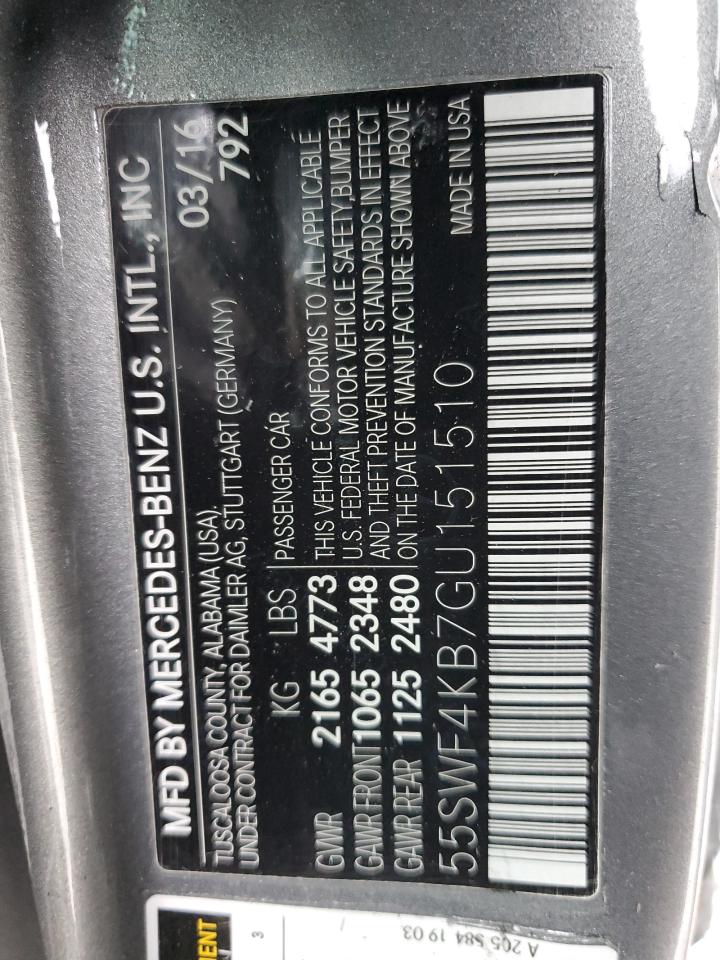 MFD BY MERCEDES-BENZ U.S. INTL., INC
TUSCALOOSA COUNTY, ALABAMA (USA) 03/16
UNDER CONTRACT FOR DAIMLER AG, STUTTGART (GERMANY) 792
KG LBS PASSENGER CAR
GVWR 2165 4773 THIS VEHICLE CONFORMS TO ALL APPLICABLE
GAWR FRONT 1065 2348 U.S. FEDERAL MOTOR VEHICLE SAFETY, BUMPER
GAWR REAR 1125 2480 AND THEFT PREVENTION STANDARDS IN EFFECT
ON THE DATE OF MANUFACTURE SHOWN ABOVE
55SWF4KB7GU151510 MADE IN USA
3
A 205 584 19 03